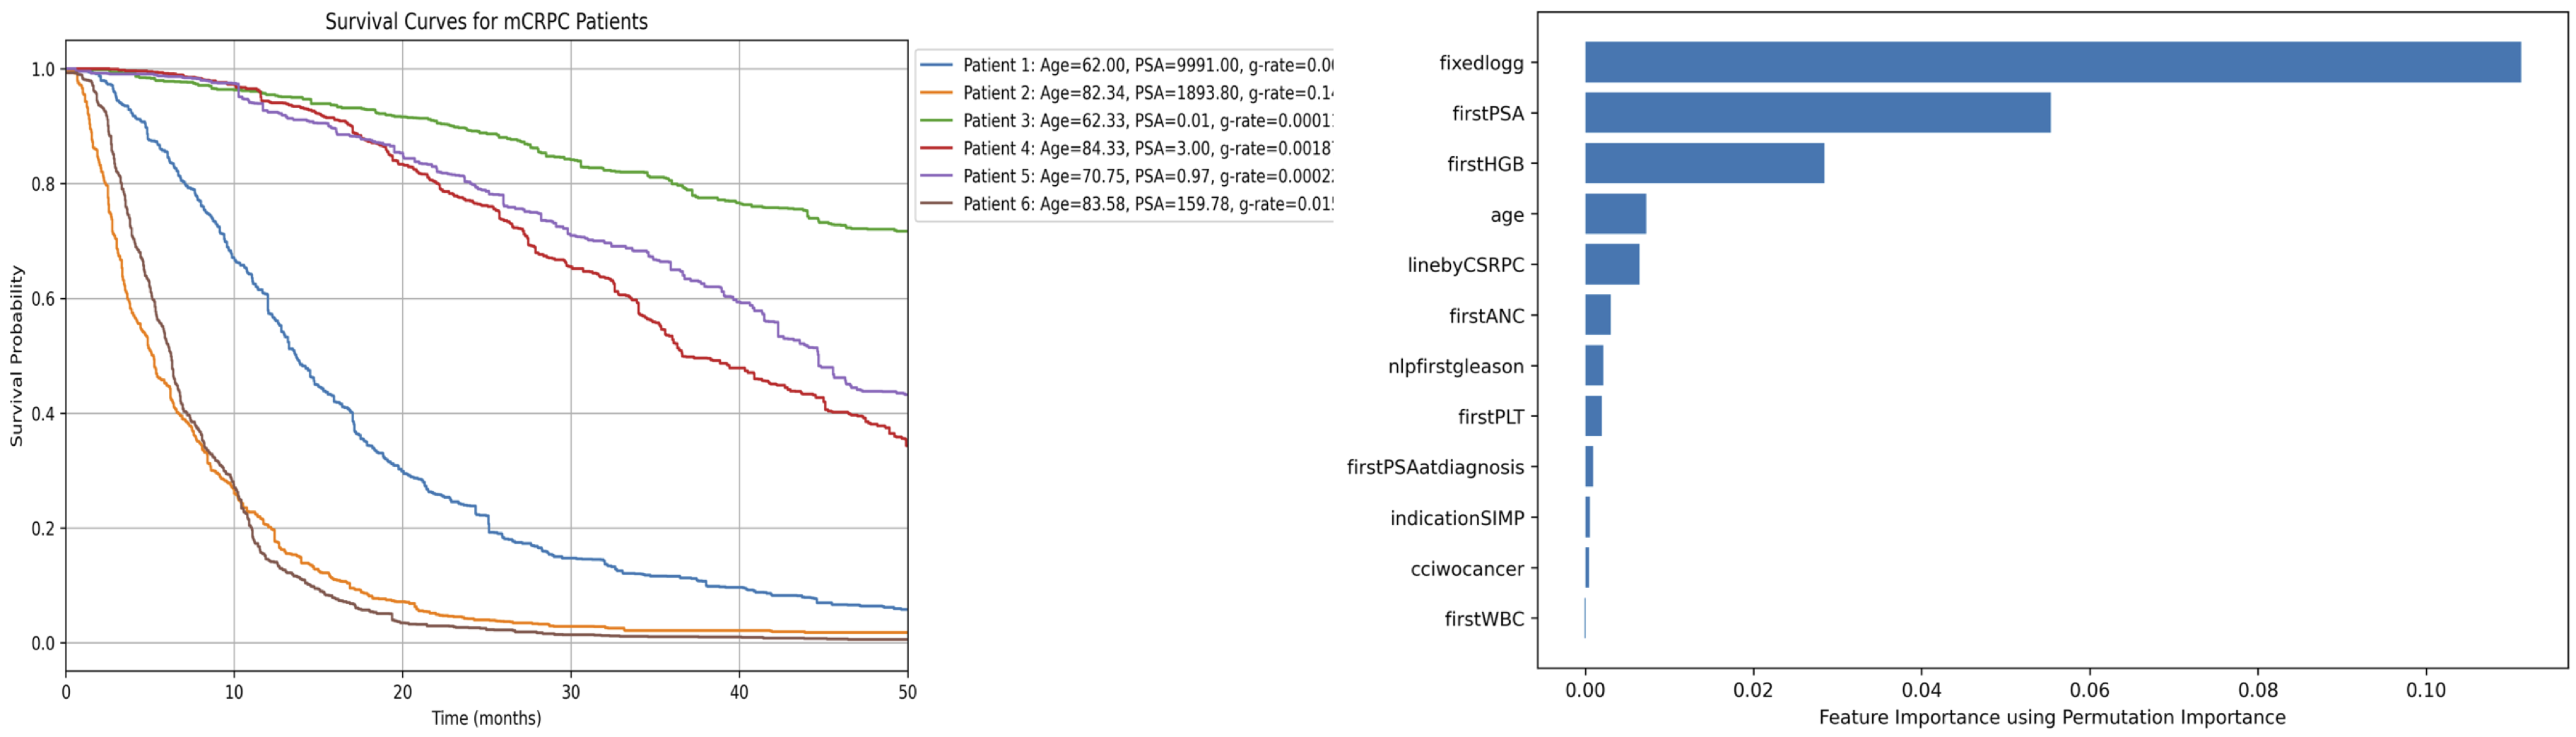 Survival Curves for mCRPC Patients
Survival Probability
1.0
0.8
0.6
0.4
0.2
0.0
0 10 20 30 40 50
Time (months)
Patient 1: Age=62.00, PSA=9991.00, g-rate=0.00
Patient 2: Age=82.34, PSA=1893.80, g-rate=0.14
Patient 3: Age=62.33, PSA=0.01, g-rate=0.0001
Patient 4: Age=84.33, PSA=3.00, g-rate=0.0018
Patient 5: Age=70.75, PSA=0.97, g-rate=0.0002
Patient 6: Age=83.58, PSA=159.78, g-rate=0.01
fixedlogg
firstPSA
firstHGB
age
linebyCSRPC
firstANC
nlpfirstgleason
firstPLT
firstPSAatdiagnosis
indicationSIMP
cciwocancer
firstWBC
0.00 0.02 0.04 0.06 0.08 0.10
Feature Importance using Permutation Importance